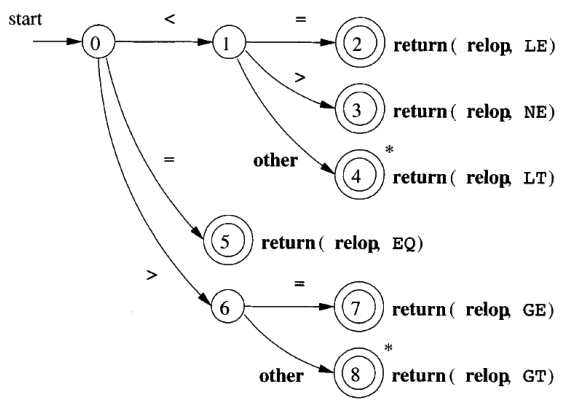 start
0 < 1 = 2 return( relop, LE)
> 3 return( relop, NE)
other 4 * return( relop, LT)
= 5 return( relop, EQ)
> 6 = 7 return( relop, GE)
other 8 * return( relop, GT)